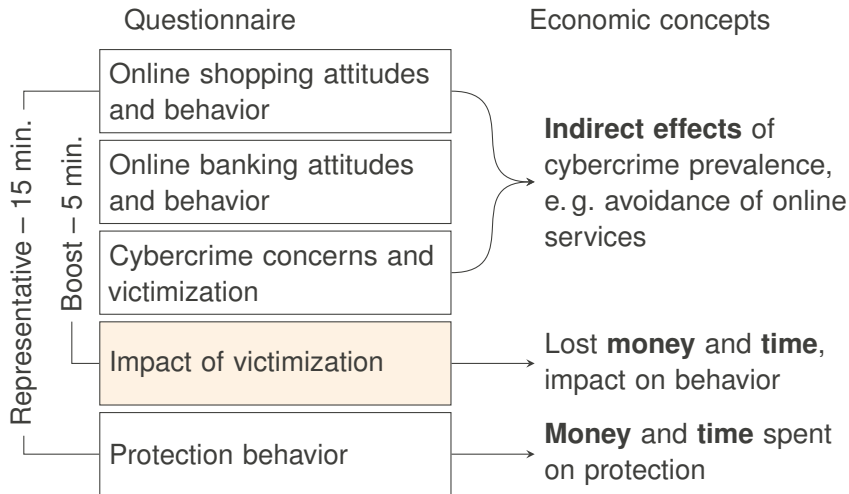 Questionnaire
Economic concepts
Representative – 15 min.
Boost – 5 min.
Online shopping attitudes
and behavior
Online banking attitudes
and behavior
Cybercrime concerns and
victimization
Impact of victimization
Protection behavior
Indirect effects of
cybercrime prevalence,
e. g. avoidance of online
services
Lost money and time,
impact on behavior
Money and time spent
on protection